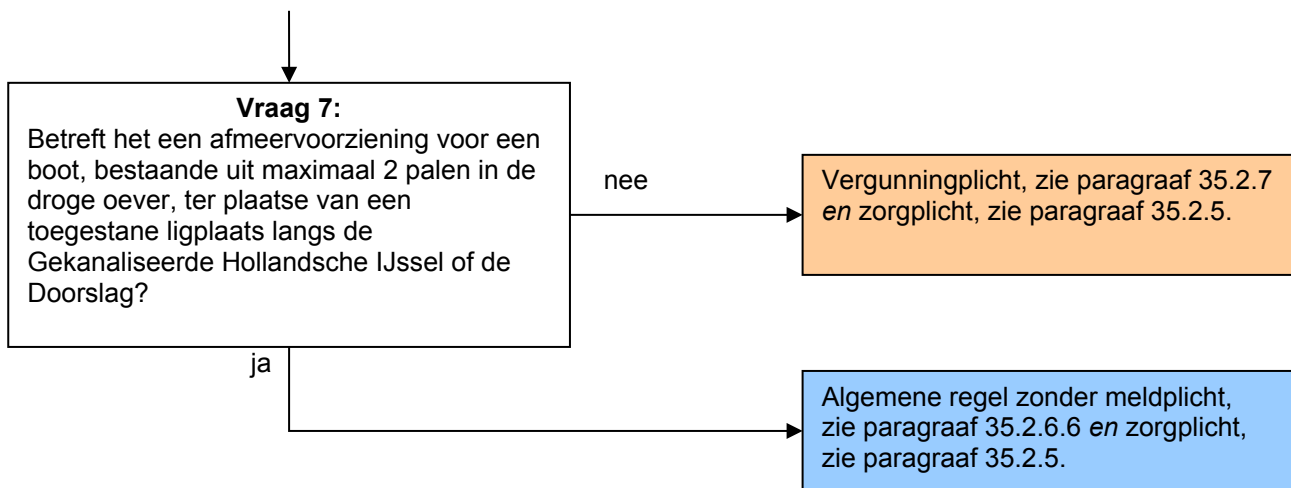 Vraag 7:
Betreft het een afmeervoorziening voor een
boot, bestaande uit maximaal 2 palen in de
droge oever, ter plaatse van een
toegestane ligplaats langs de
Gekanaliseerde Hollandsche IJssel of de
Doorslag?
nee
Vergunningplicht, zie paragraaf 35.2.7
en zorgplicht, zie paragraaf 35.2.5.
ja
Algemene regel zonder meldplicht,
zie paragraaf 35.2.6.6 en zorgplicht,
zie paragraaf 35.2.5.